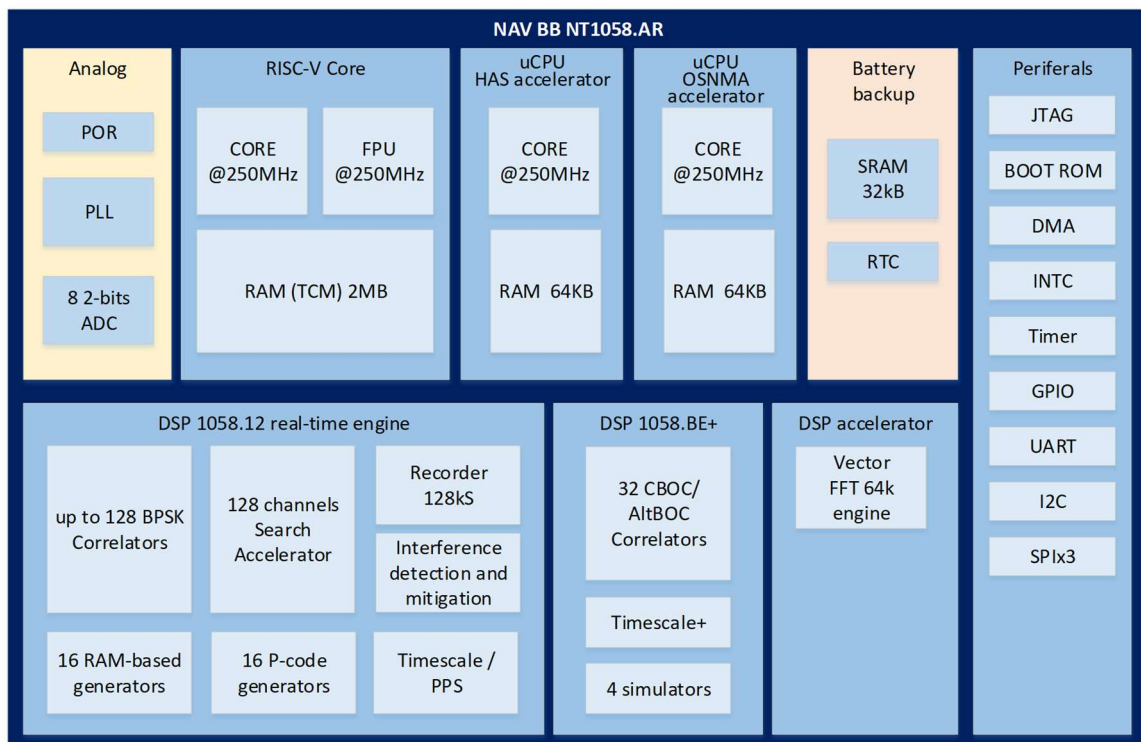 NAV BB NT1058.AR
Analog
POR
PLL
8 2-bits
ADC
RISC-V Core
CORE
@250MHz
FPU
@250MHz
RAM (TCM) 2MB
uCPU
HAS accelerator
CORE
@250MHz
RAM 64KB
uCPU
OSNMA
accelerator
CORE
@250MHz
RAM 64KB
Battery
backup
SRAM
32kB
RTC
Periferals
JTAG
BOOT ROM
DMA
INTC
Timer
GPIO
UART
I2C
SPIx3
DSP 1058.12 real-time engine
up to 128 BPSK
Correlators
128 channels
Search
Accelerator
Recorder
128kS
Interference
detection and
mitigation
16 RAM-based
generators
16 P-code
generators
Timescale /
PPS
DSP 1058.BE+
32 CBOC/
AltBOC
Correlators
Timescale+
4 simulators
DSP accelerator
Vector
FFT 64k
engine